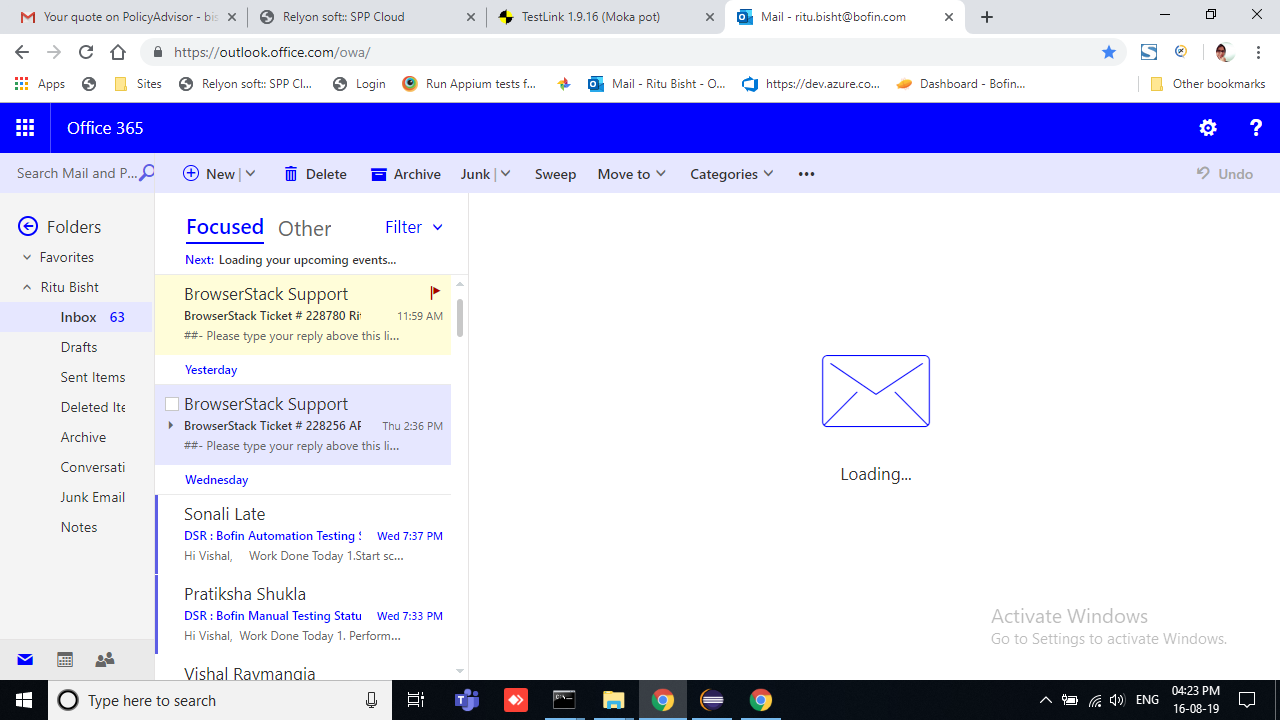 Your quote on PolicyAdvisor - bis
Relyon soft:: SPP Cloud
TestLink 1.9.16 (Moka pot)
Mail - ritu.bisht@bofin.com
https://outlook.office.com/owa/
Apps
Sites
Relyon soft:: SPP Cl...
Login
Run Appium tests f...
Mail - Ritu Bisht - O...
https://dev.azure.co...
Dashboard - Bofin...
Other bookmarks
Office 365
?
Search Mail and P...
New
Delete
Archive
Junk
Sweep
Move to
Categories
Undo
Folders
Favorites
Ritu Bisht
Inbox 63
Drafts
Sent Items
Deleted Ite
Archive
Conversati
Junk Email
Notes
Focused Other Filter
Next: Loading your upcoming events...
BrowserStack Support
BrowserStack Ticket # 228780 Ri 11:59 AM
##- Please type your reply above this li...
Yesterday
BrowserStack Support
BrowserStack Ticket # 228256 AP Thu 2:36 PM
##- Please type your reply above this li...
Wednesday
Sonali Late
DSR : Bofin Automation Testing S Wed 7:37 PM
Hi Vishal, Work Done Today 1.Start sc...
Pratiksha Shukla
DSR : Bofin Manual Testing Statu Wed 7:33 PM
Hi Vishal, Work Done Today 1. Perform...
Vishal Raymangia
Loading...
Activate Windows
Go to Settings to activate Windows.
Type here to search
ENG
04:23 PM
16-08-19